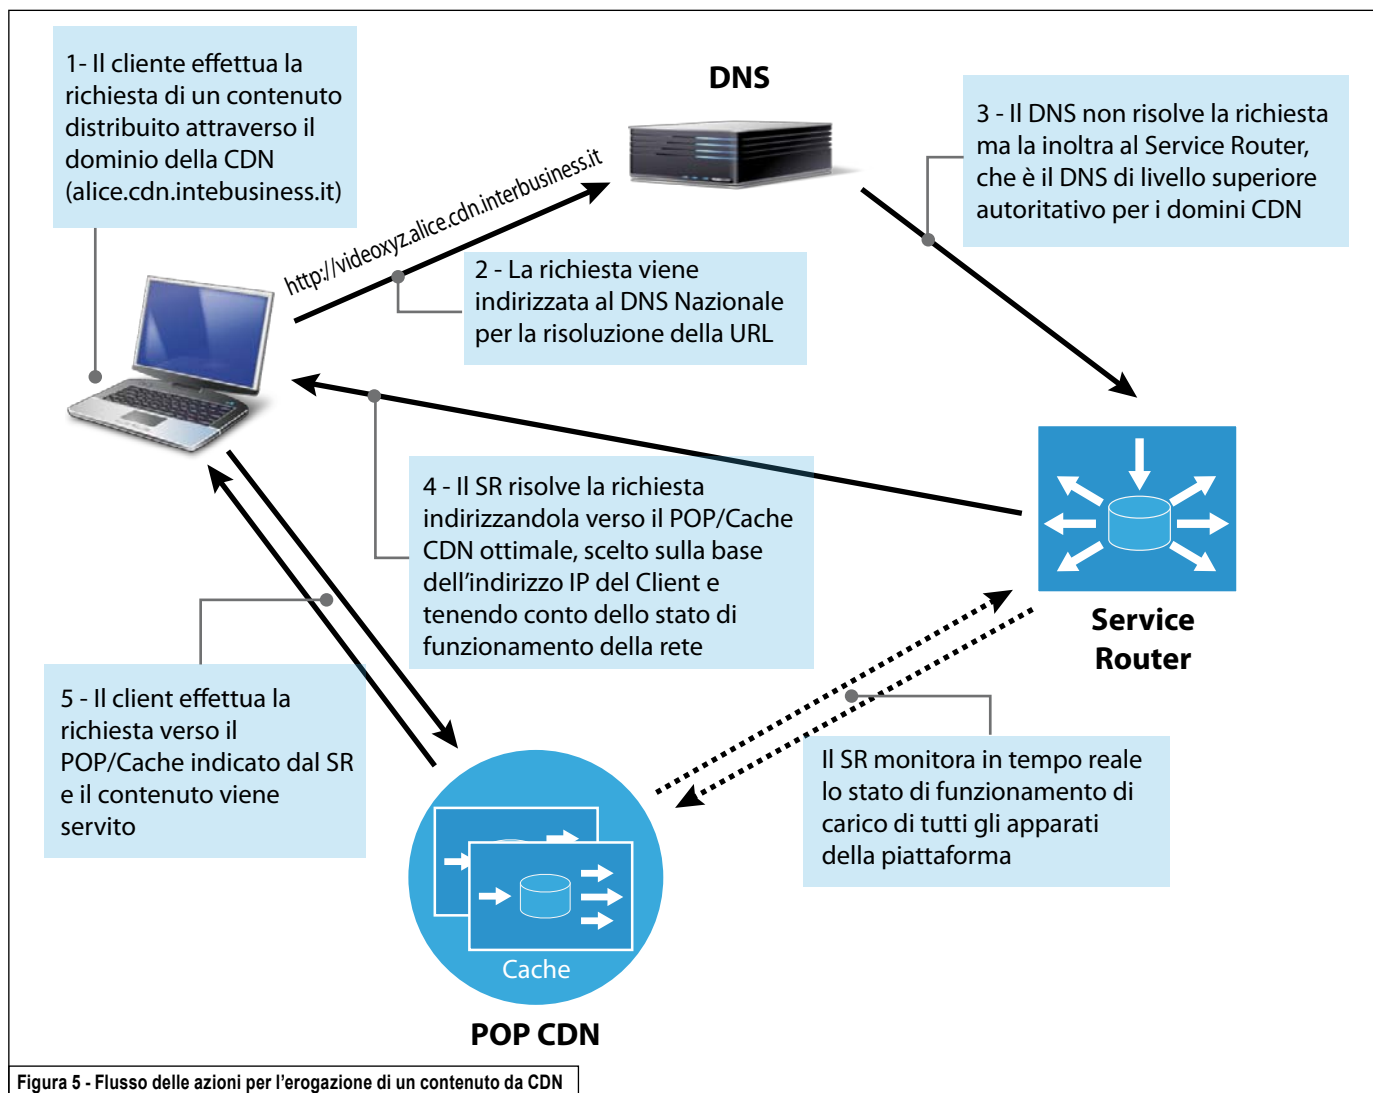 1- Il cliente effettua la
richiesta di un contenuto
distribuito attraverso il
dominio della CDN
(alice.cdn.intebusiness.it)
DNS
3 - Il DNS non risolve la richiesta
ma la inoltra al Service Router,
che è il DNS di livello superiore
autoritativo per i domini CDN
http://videoxyz.alice.cdn.interbusiness.it
2 - La richiesta viene
indirizzata al DNS Nazionale
per la risoluzione della URL
4 - Il SR risolve la richiesta
indirizzandola verso il POP/Cache
CDN ottimale, scelto sulla base
dell'indirizzo IP del Client e
tenendo conto dello stato di
funzionamento della rete
Service
Router
5 - Il client effettua la
richiesta verso il
POP/Cache indicato dal SR
e il contenuto viene
servito
Il SR monitora in tempo reale
lo stato di funzionamento di
carico di tutti gli apparati
della piattaforma
Cache
POP CDN
Figura 5 - Flusso delle azioni per l'erogazione di un contenuto da CDN